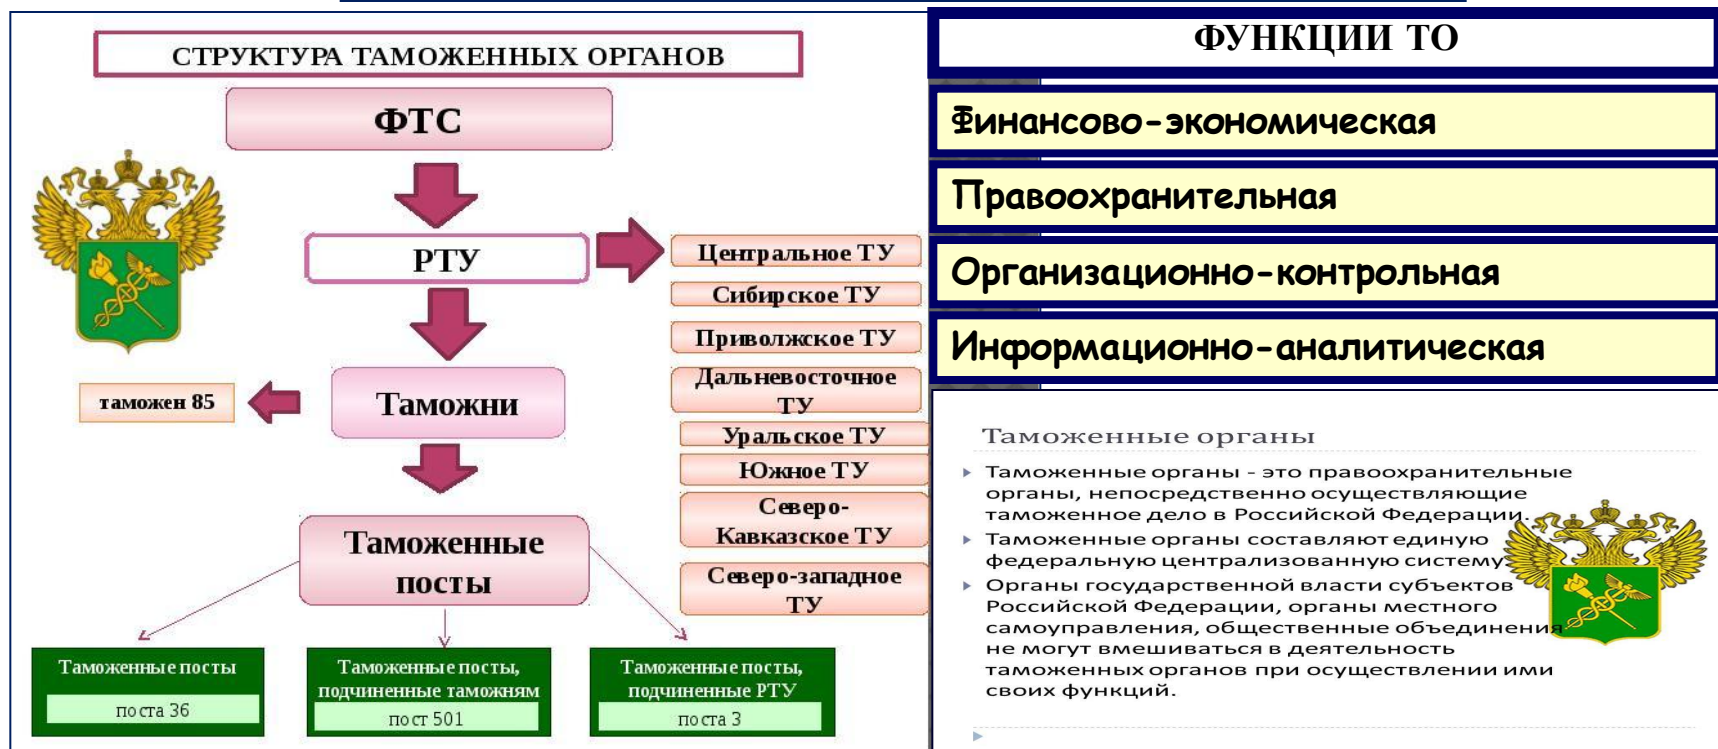 СТРУКТУРА ТАМОЖЕННЫХ ОРГАНОВ
ФТС
РТУ
Центральное ТУ
Сибирское ТУ
Приволжское ТУ
Дальневосточное
ТУ
Уральское ТУ
Южное ТУ
Северо-
Кавказское ТУ
Северо-западное
ТУ
Таможни
таможен 85
Таможенные
посты
Таможенные посты
поста 36
Таможенные посты,
подчиненные таможням
пост 501
Таможенные посты,
подчиненные РТУ
поста 3
ФУНКЦИИ ТО
Финансово-экономическая
Правоохранительная
Организационно-контрольная
Информационно-аналитическая
Таможенные органы
Таможенные органы - это правоохранительные
органы, непосредственно осуществляющие
таможенное дело в Российской Федерации.
Таможенные органы составляют единую
федеральную централизованную систему
Органы государственной власти субъектов
Российской Федерации, органы местного
самоуправления, общественные объединения
не могут вмешиваться в деятельность
таможенных органов при осуществлении ими
своих функций.